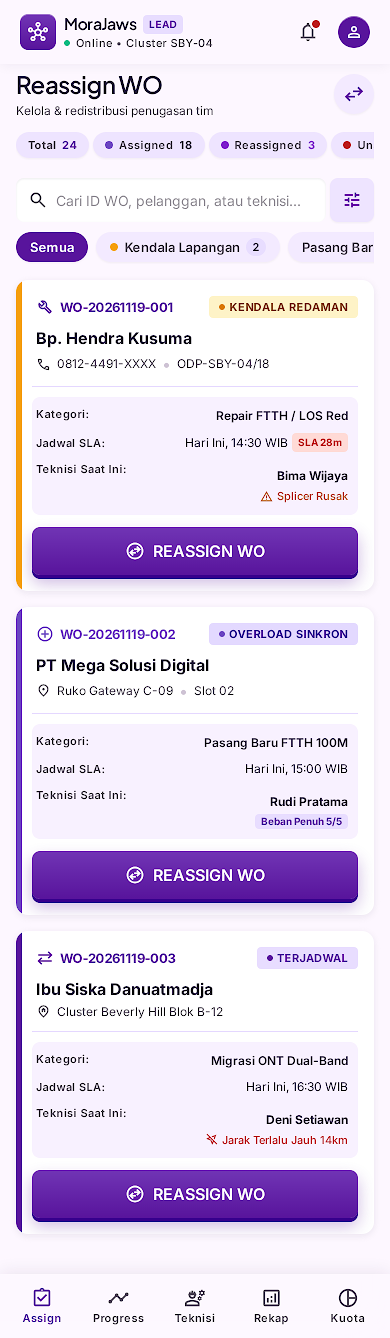 MoraJaws LEAD
Online • Cluster SBY-04
Reassign WO
Kelola & redistribusi penugasan tim
Total 24 Assigned 18 Reassigned 3 Un
Cari ID WO, pelanggan, atau teknisi...
Semua Kendala Lapangan 2 Pasang Bar
WO-20261119-001 KENDALA REDAMAN
Bp. Hendra Kusuma
0812-4491-XXXX ODP-SBY-04/18
Kategori: Repair FTTH / LOS Red
Jadwal SLA: Hari Ini, 14:30 WIB SLA 28m
Teknisi Saat Ini: Bima Wijaya
Splicer Rusak
REASSIGN WO
WO-20261119-002 OVERLOAD SINKRON
PT Mega Solusi Digital
Ruko Gateway C-09 Slot 02
Kategori: Pasang Baru FTTH 100M
Jadwal SLA: Hari Ini, 15:00 WIB
Teknisi Saat Ini: Rudi Pratama
Beban Penuh 5/5
REASSIGN WO
WO-20261119-003 TERJADWAL
Ibu Siska Danuatmadja
Cluster Beverly Hill Blok B-12
Kategori: Migrasi ONT Dual-Band
Jadwal SLA: Hari Ini, 16:30 WIB
Teknisi Saat Ini: Deni Setiawan
Jarak Terlalu Jauh 14km
REASSIGN WO
Assign Progress Teknisi Rekap Kuota